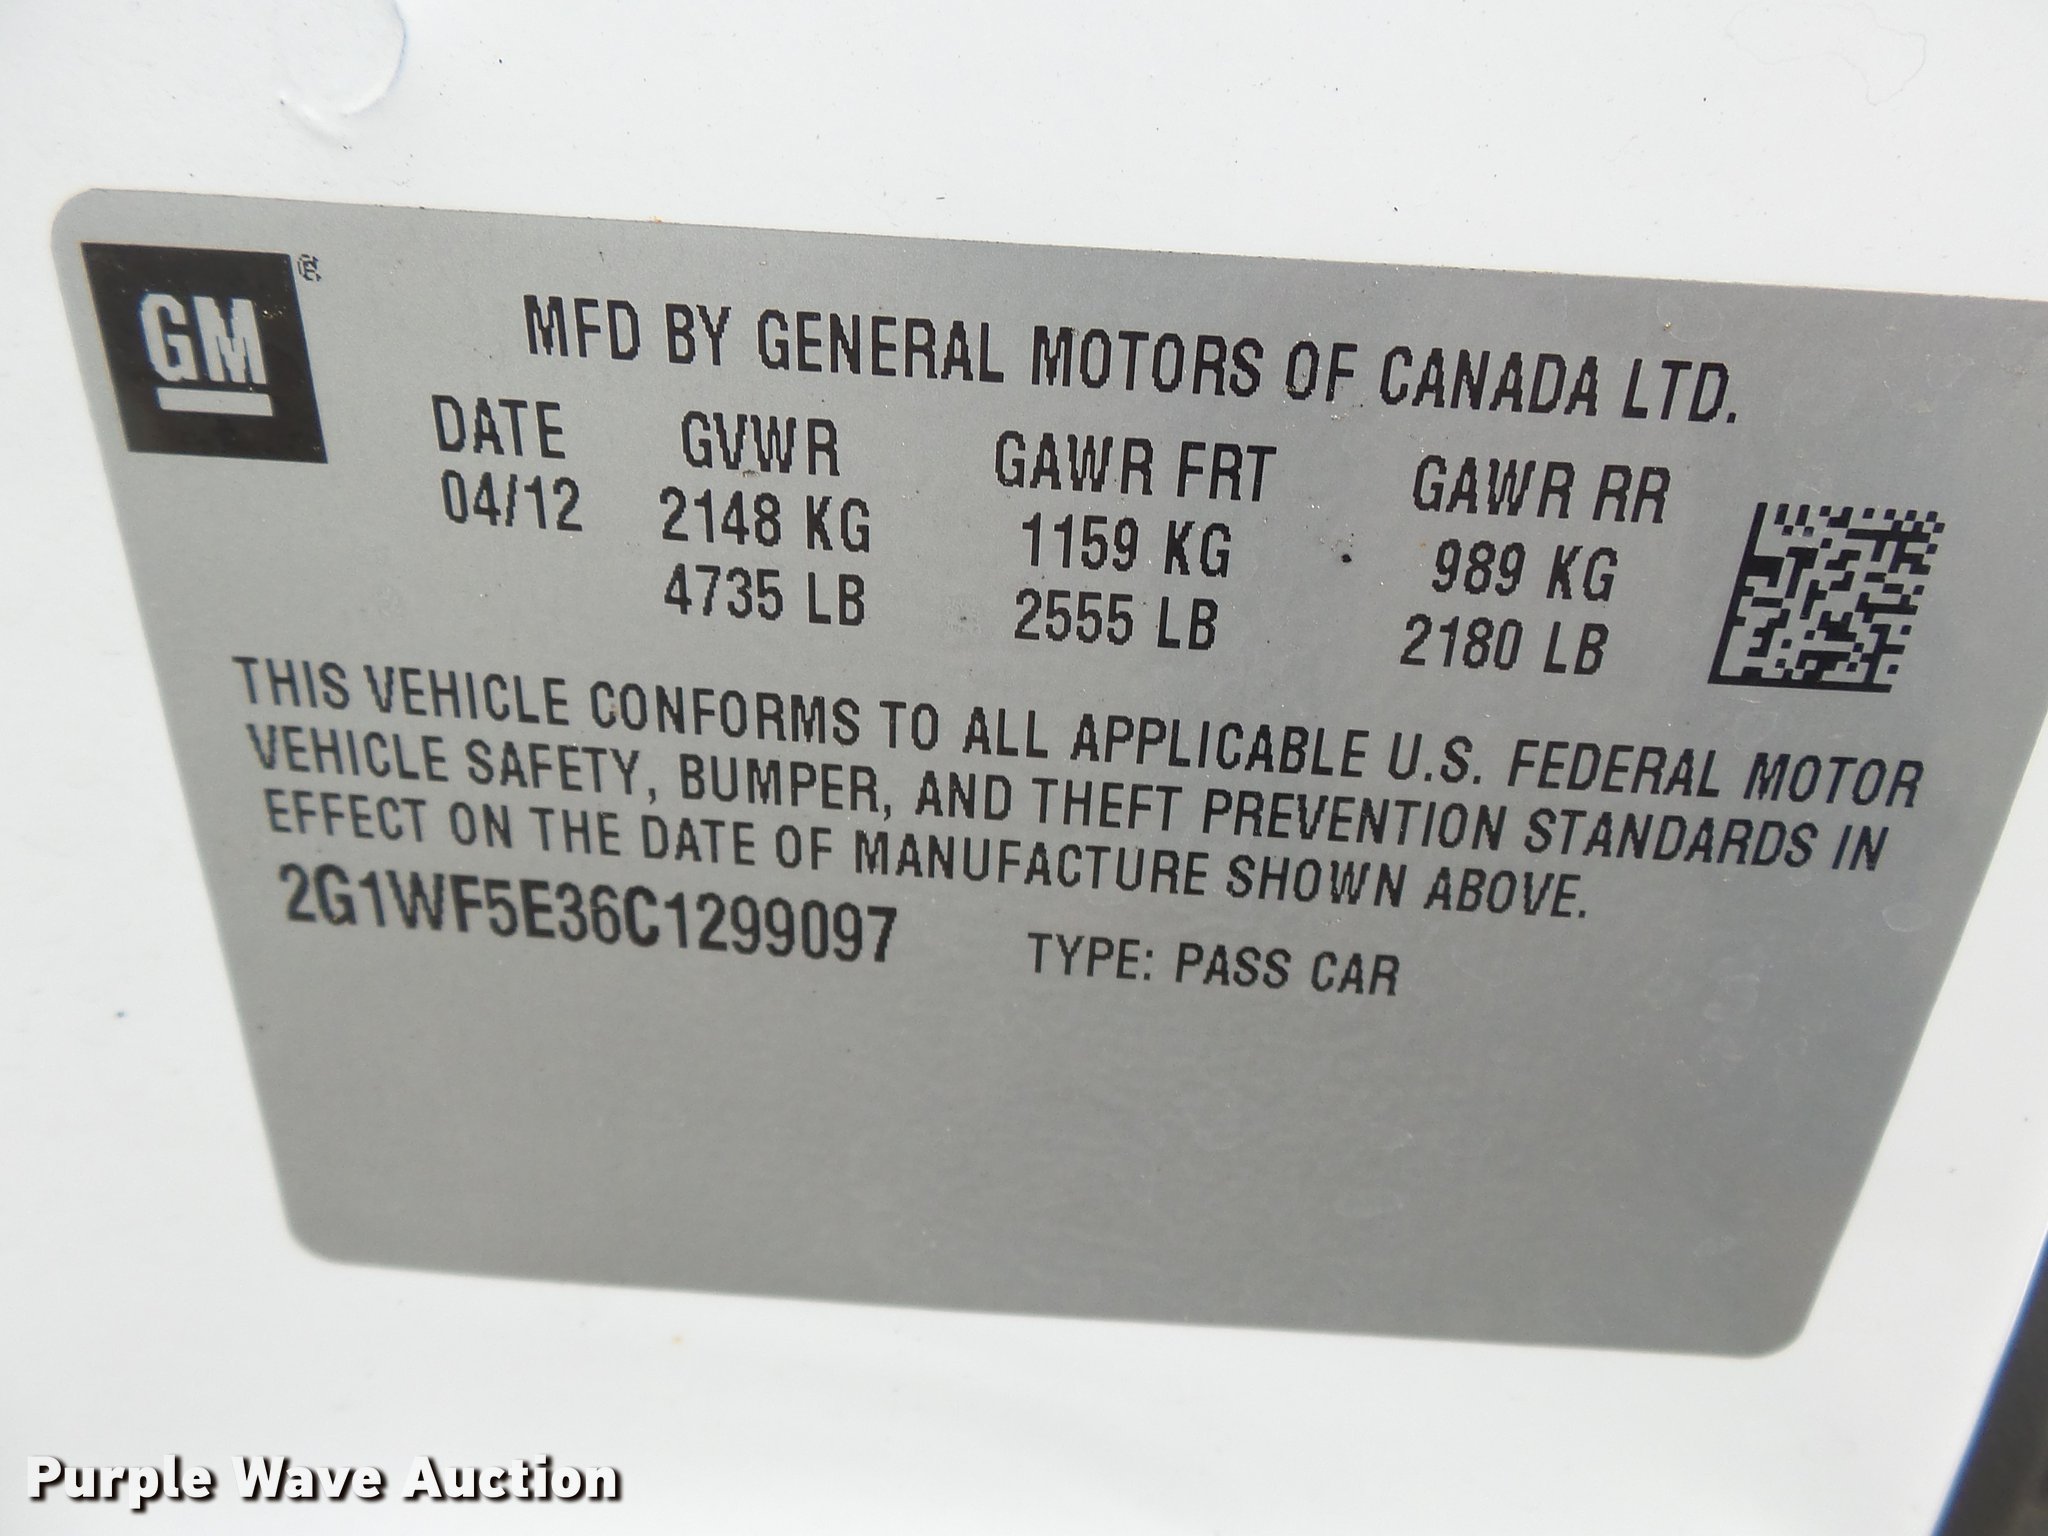 GM®
MFD BY GENERAL MOTORS OF CANADA LTD.
DATE GVWR GAWR FRT GAWR RR
04/12 2148 KG 1159 KG 989 KG
4735 LB 2555 LB 2180 LB
THIS VEHICLE CONFORMS TO ALL APPLICABLE U.S. FEDERAL MOTOR
VEHICLE SAFETY, BUMPER, AND THEFT PREVENTION STANDARDS IN
EFFECT ON THE DATE OF MANUFACTURE SHOWN ABOVE.
2G1WF5E36C1299097 TYPE: PASS CAR
Purple Wave Auction